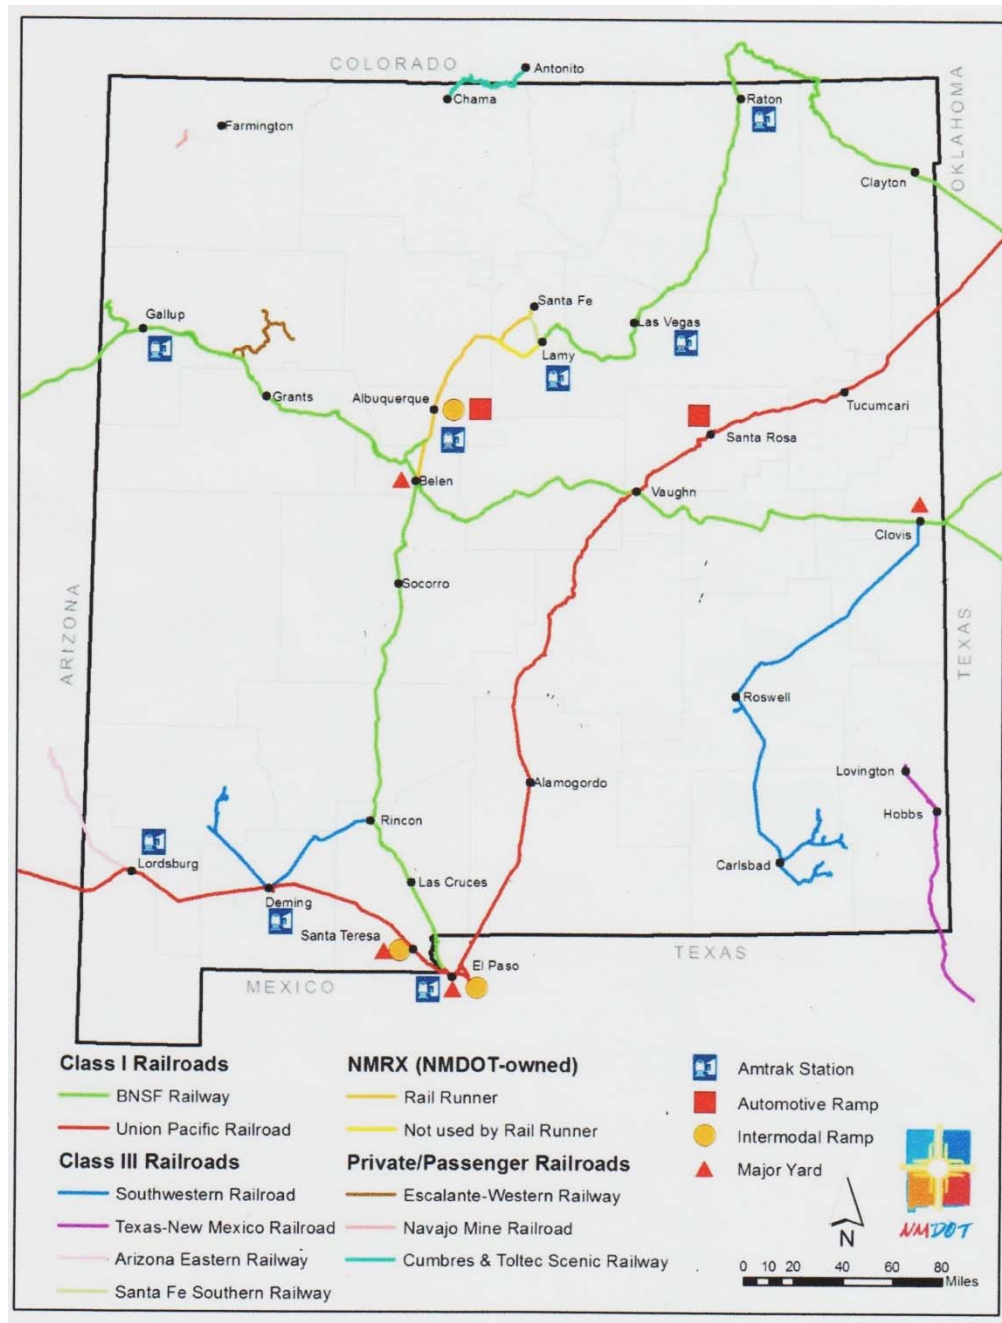 COLORADO
Antonito
Chama
Raton
Farmington
OKLAHOMA
Clayton
Santa Fe
Gallup
Las Vegas
Lamy
Grants
Albuquerque
Tucumcari
Santa Rosa
Belen
Vaughn
Clovis
Socorro
ARIZONA
TEXAS
Roswell
Lovington
Alamogordo
Hobbs
Rincon
Lordsburg
Carlsbad
Las Cruces
Deming
Santa Teresa
El Paso
TEXAS
MEXICO
Class I Railroads
BNSF Railway
Union Pacific Railroad
Class III Railroads
Southwestern Railroad
Texas-New Mexico Railroad
Arizona Eastern Railway
Santa Fe Southern Railway
NMRX (NMDOT-owned)
Rail Runner
Not used by Rail Runner
Private/Passenger Railroads
Escalante-Western Railway
Navajo Mine Railroad
Cumbres & Toltec Scenic Railway
Amtrak Station
Automotive Ramp
Intermodal Ramp
Major Yard
N
NMDOT
0 10 20 40 60 80
Miles